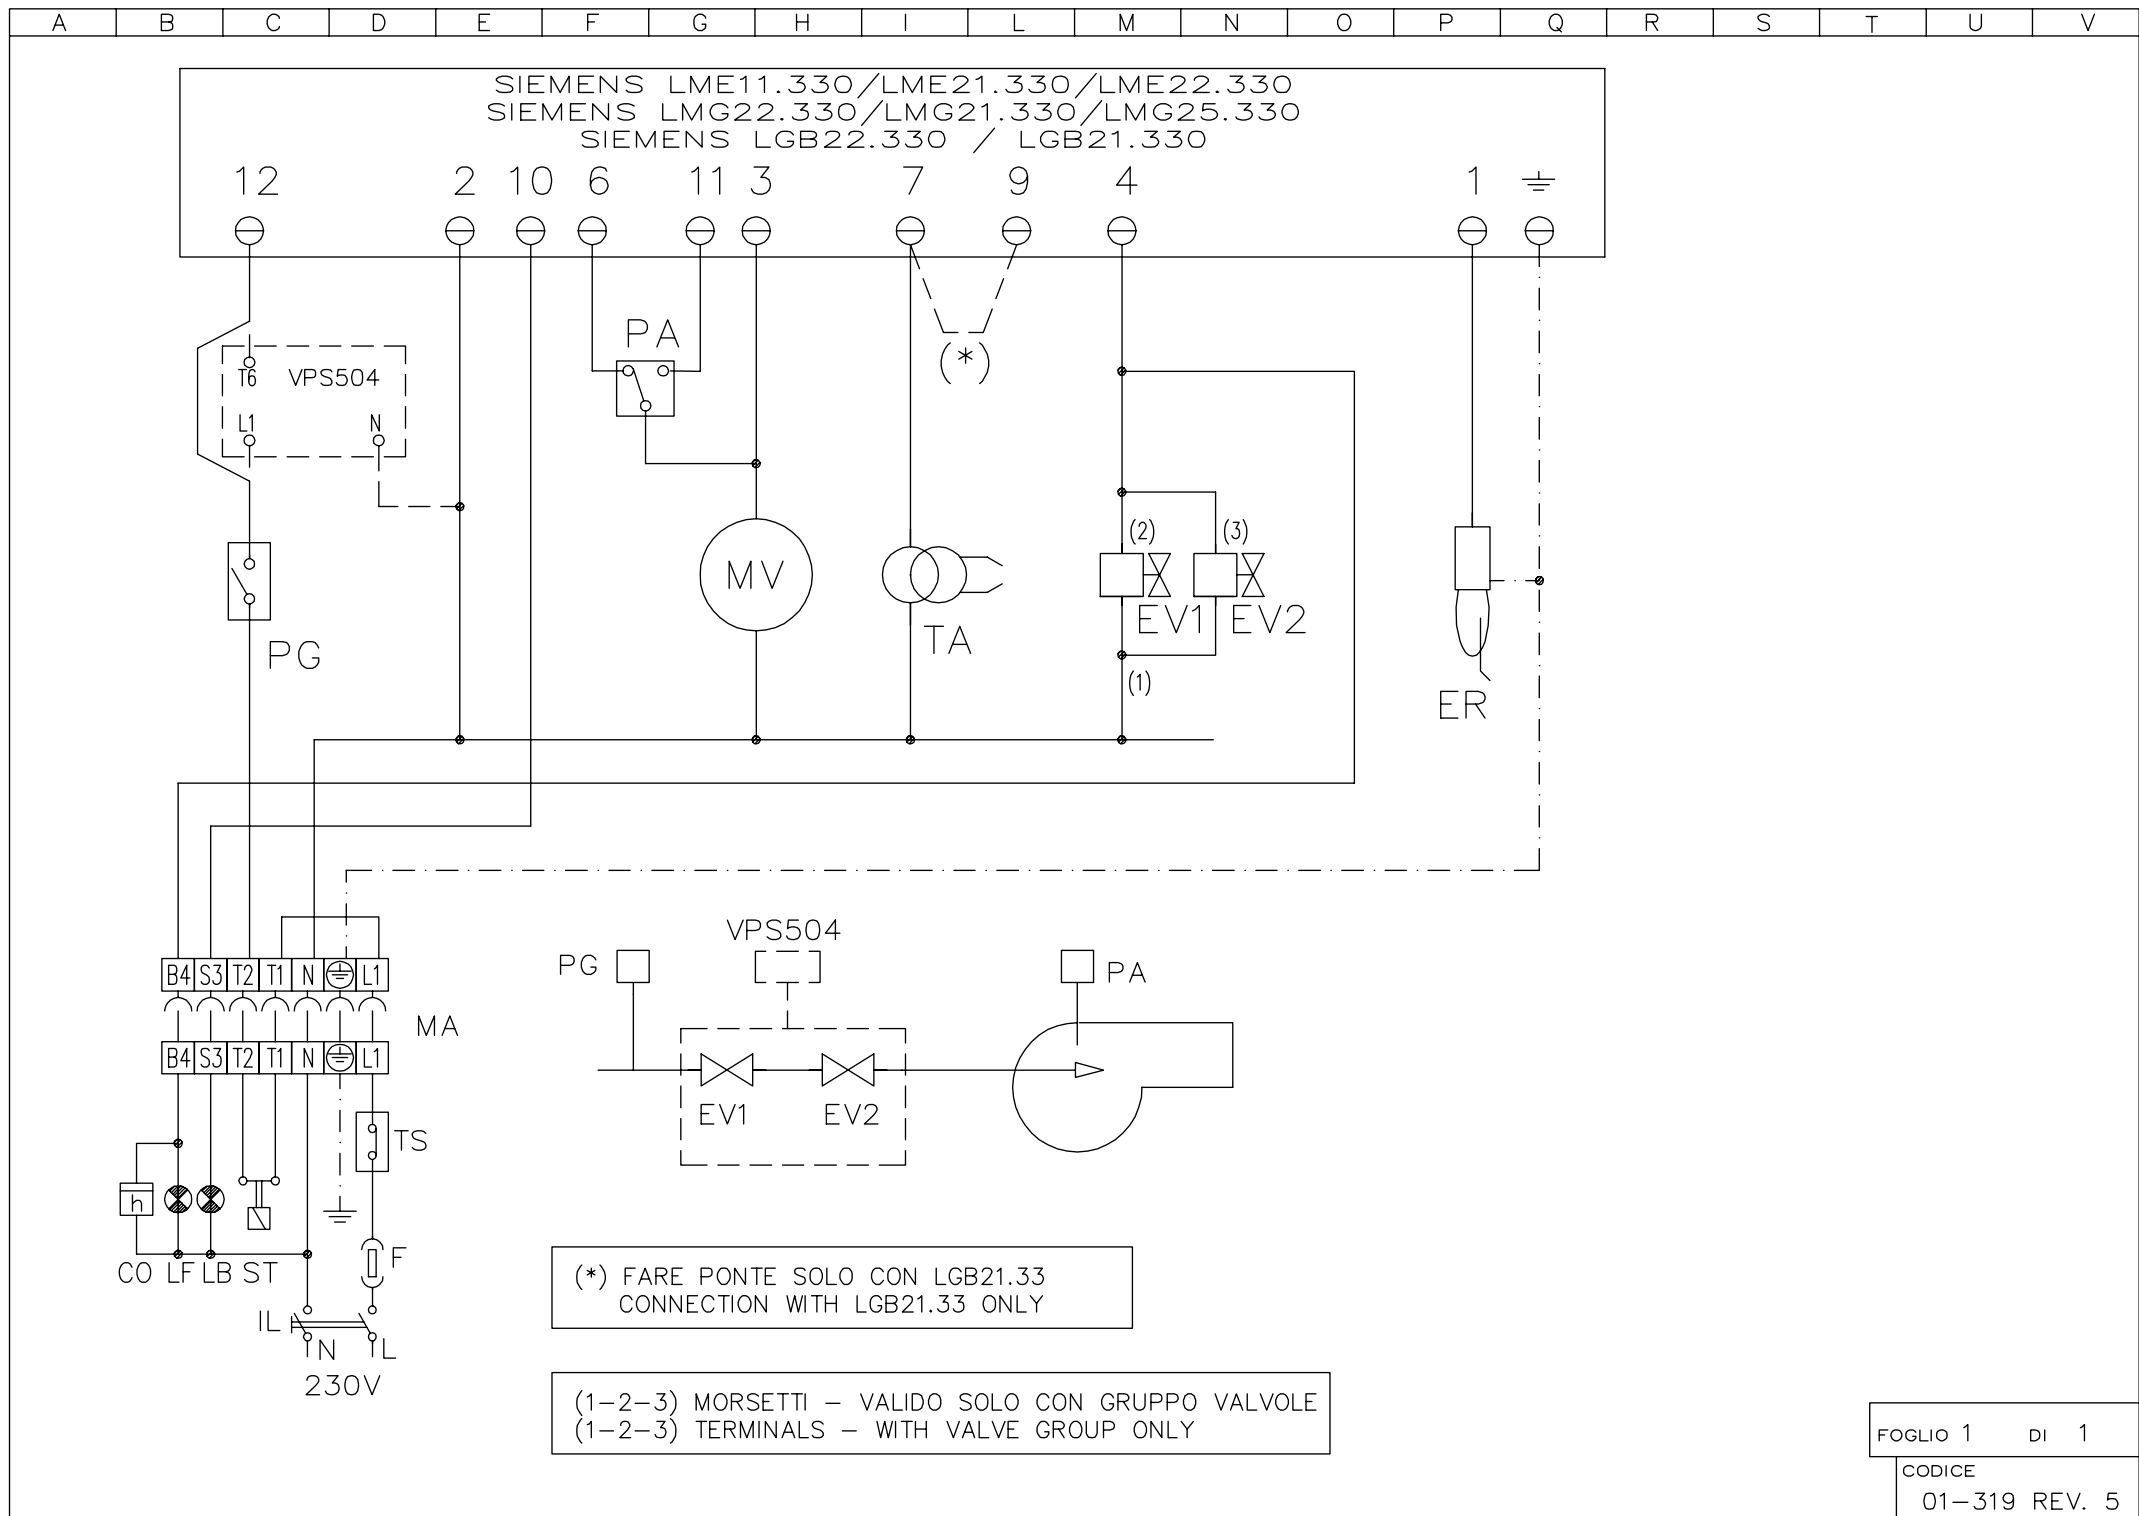 A B C D E F G H I L M N O P Q R S T U V
SIEMENS LME11.330/LME21.330/LME22.330
SIEMENS LMG22.330/LMG21.330/LMG25.330
SIEMENS LGB22.330 / LGB21.330
12 2 10 6 11 3 7 9 4 1
PA
(*)
T6 VPS504
L1 N
(2) (3)
MV
EV1 EV2
TA
PG
(1)
ER
VPS504
PG
PA
B4 S3 T2 T1 N L1
MA
B4 S3 T2 T1 N L1
EV1 EV2
TS
h
F
CO LF LB ST
(*) FARE PONTE SOLO CON LGB21.33
CONNECTION WITH LGB21.33 ONLY
IL
N L
230V
(1-2-3) MORSETTI - VALIDO SOLO CON GRUPPO VALVOLE
(1-2-3) TERMINALS - WITH VALVE GROUP ONLY
FOGLIO 1 DI 1
CODICE
01-319 REV. 5